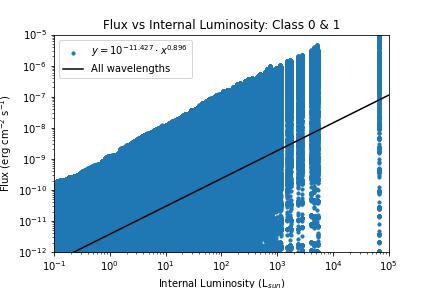 Flux vs Internal Luminosity: Class 0 & 1
Flux (erg cm⁻² s⁻¹)
10⁻⁵
10⁻⁶
10⁻⁷
10⁻⁸
10⁻⁹
10⁻¹⁰
10⁻¹¹
10⁻¹²
y = 10⁻¹¹·⁴²⁷ · x⁰·⁸⁹⁶
All wavelengths
10⁻¹ 10⁰ 10¹ 10² 10³ 10⁴ 10⁵
Internal Luminosity (Lsun)